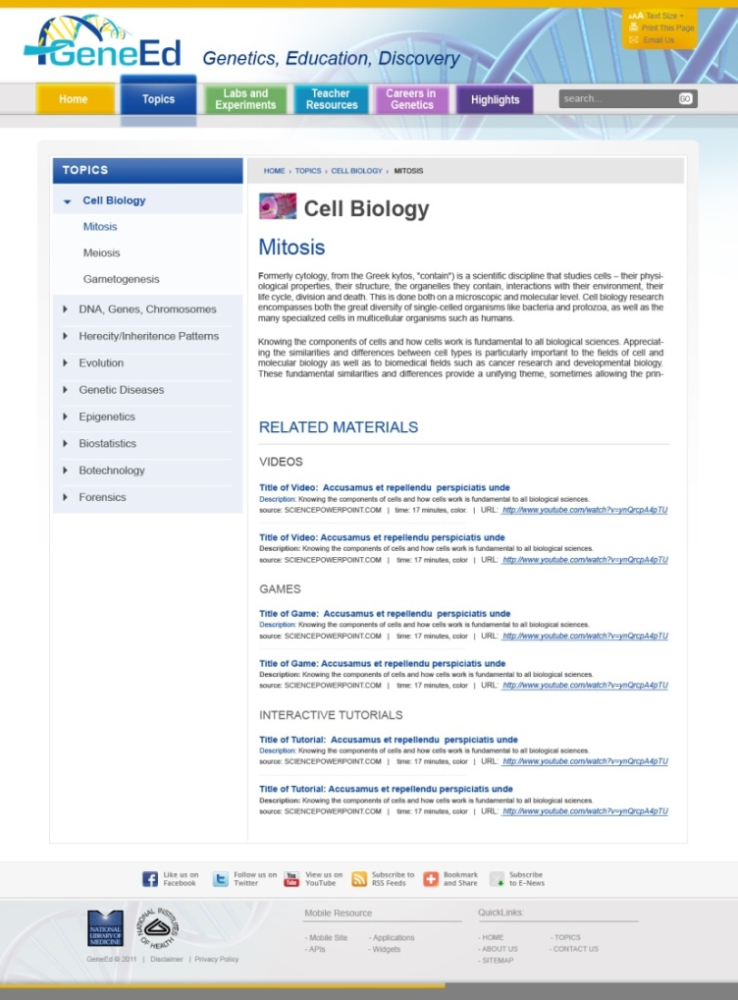 GeneEd
Genetics, Education, Discovery
AAA Text Size +
Print This Page
Email Us
Home
Topics
Labs and
Experiments
Teacher
Resources
Careers in
Genetics
Highlights
search...
GO
TOPICS
Cell Biology
Mitosis
Meiosis
Gametogenesis
DNA, Genes, Chromosomes
Herecity/Inheritence Patterns
Evolution
Genetic Diseases
Epigenetics
Biostatistics
Botechnology
Forensics
HOME › TOPICS › CELL BIOLOGY › MITOSIS
Cell Biology
Mitosis
Formerly cytology, from the Greek kytos, "contain") is a scientific discipline that studies cells – their physi-
ological properties, their structure, the organelles they contain, interactions with their environment, their
life cycle, division and death. This is done both on a microscopic and molecular level. Cell biology research
encompasses both the great diversity of single-celled organisms like bacteria and protozoa, as well as the
many specialized cells in multicellular organisms such as humans.
Knowing the components of cells and how cells work is fundamental to all biological sciences. Appreciat-
ing the similarities and differences between cell types is particularly important to the fields of cell and
molecular biology as well as to biomedical fields such as cancer research and developmental biology.
These fundamental similarities and differences provide a unifying theme, sometimes allowing the prin-
RELATED MATERIALS
VIDEOS
Title of Video: Accusamus et repellendu perspiciatis unde
Description: Knowing the components of cells and how cells work is fundamental to all biological sciences.
source: SCIENCEPOWERPOINT.COM | time: 17 minutes, color. | URL: http://www.youtube.com/watch?v=ynQrcpA4pTU
Title of Video: Accusamus et repellendu perspiciatis unde
Description: Knowing the components of cells and how cells work is fundamental to all biological sciences.
source: SCIENCEPOWERPOINT.COM | time: 17 minutes, color | URL: http://www.youtube.com/watch?v=ynQrcpA4pTU
GAMES
Title of Game: Accusamus et repellendu perspiciatis unde
Description: Knowing the components of cells and how cells work is fundamental to all biological sciences.
source: SCIENCEPOWERPOINT.COM | time: 17 minutes, color | URL: http://www.youtube.com/watch?v=ynQrcpA4pTU
Title of Game: Accusamus et repellendu perspiciatis unde
Description: Knowing the components of cells and how cells work is fundamental to all biological sciences.
source: SCIENCEPOWERPOINT.COM | time: 17 minutes, color | URL: http://www.youtube.com/watch?v=ynQrcpA4pTU
INTERACTIVE TUTORIALS
Title of Tutorial: Accusamus et repellendu perspiciatis unde
Description: Knowing the components of cells and how cells work is fundamental to all biological sciences.
source: SCIENCEPOWERPOINT.COM | time: 17 minutes, color | URL: http://www.youtube.com/watch?v=ynQrcpA4pTU
Title of Tutorial: Accusamus et repellendu perspiciatis unde
Description: Knowing the components of cells and how cells work is fundamental to all biological sciences.
source: SCIENCEPOWERPOINT.COM | time: 17 minutes, color | URL: http://www.youtube.com/watch?v=ynQrcpA4pTU
Like us on
Facebook
Follow us on
Twitter
You
Tube
View us on
YouTube
Subscribe to
RSS Feeds
Bookmark
and Share
Subscribe
to E-News
NATIONAL
LIBRARY OF
MEDICINE
NATIONAL INSTITUTES
OF HEALTH
GeneEd © 2011 | Disclaimer | Privacy Policy
Mobile Resource
- Mobile Site
- Applications
- APIs
- Widgets
QuickLinks:
- HOME
- TOPICS
- ABOUT US
- CONTACT US
- SITEMAP